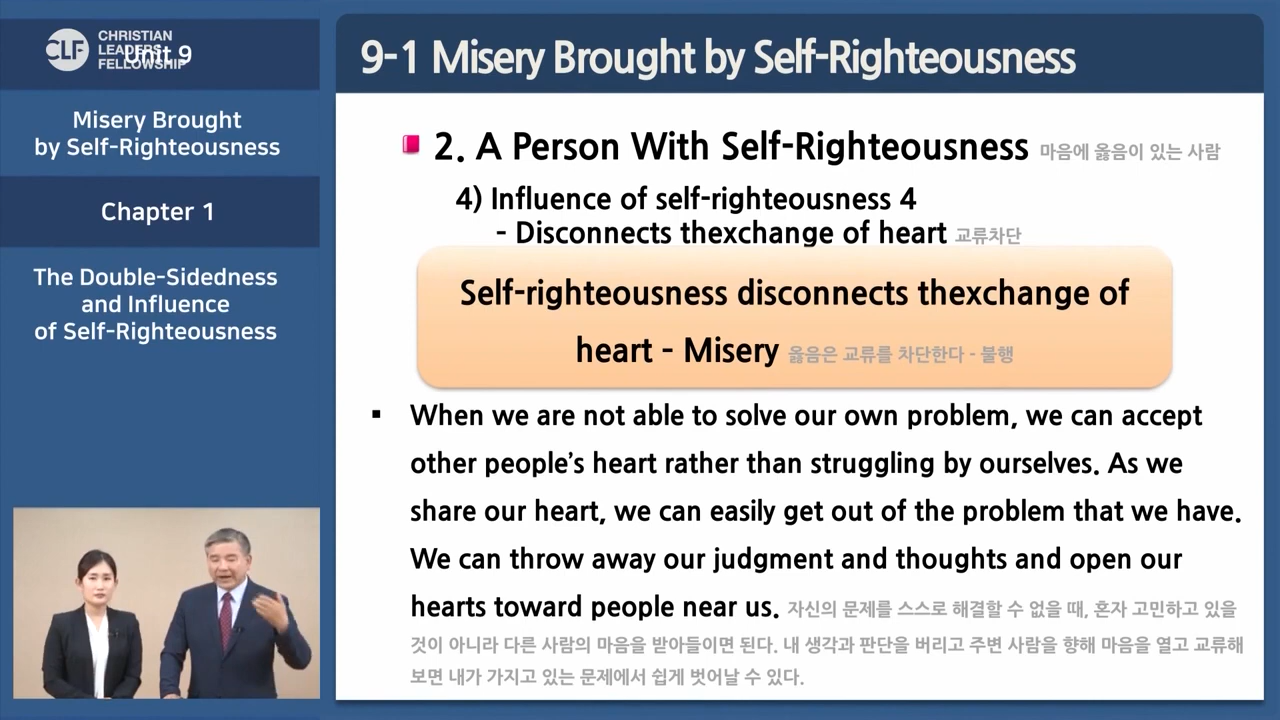 CLF CHRISTIAN
LEADERS
FELLOWSHIP
Unit 9
Misery Brought
by Self-Righteousness
Chapter 1
The Double-Sidedness
and Influence
of Self-Righteousness
9-1 Misery Brought by Self-Righteousness
2. A Person With Self-Righteousness 마음에 옳음이 있는 사람
4) Influence of self-righteousness 4
- Disconnects thexchange of heart 교류차단
Self-righteousness disconnects thexchange of
heart - Misery 옳음은 교류를 차단한다 - 불행
▪ When we are not able to solve our own problem, we can accept
other people’s heart rather than struggling by ourselves. As we
share our heart, we can easily get out of the problem that we have.
We can throw away our judgment and thoughts and open our
hearts toward people near us. 자신의 문제를 스스로 해결할 수 없을 때, 혼자 고민하고 있을
것이 아니라 다른 사람의 마음을 받아들이면 된다. 내 생각과 판단을 버리고 주변 사람을 향해 마음을 열고 교류해
보면 내가 가지고 있는 문제에서 쉽게 벗어날 수 있다.